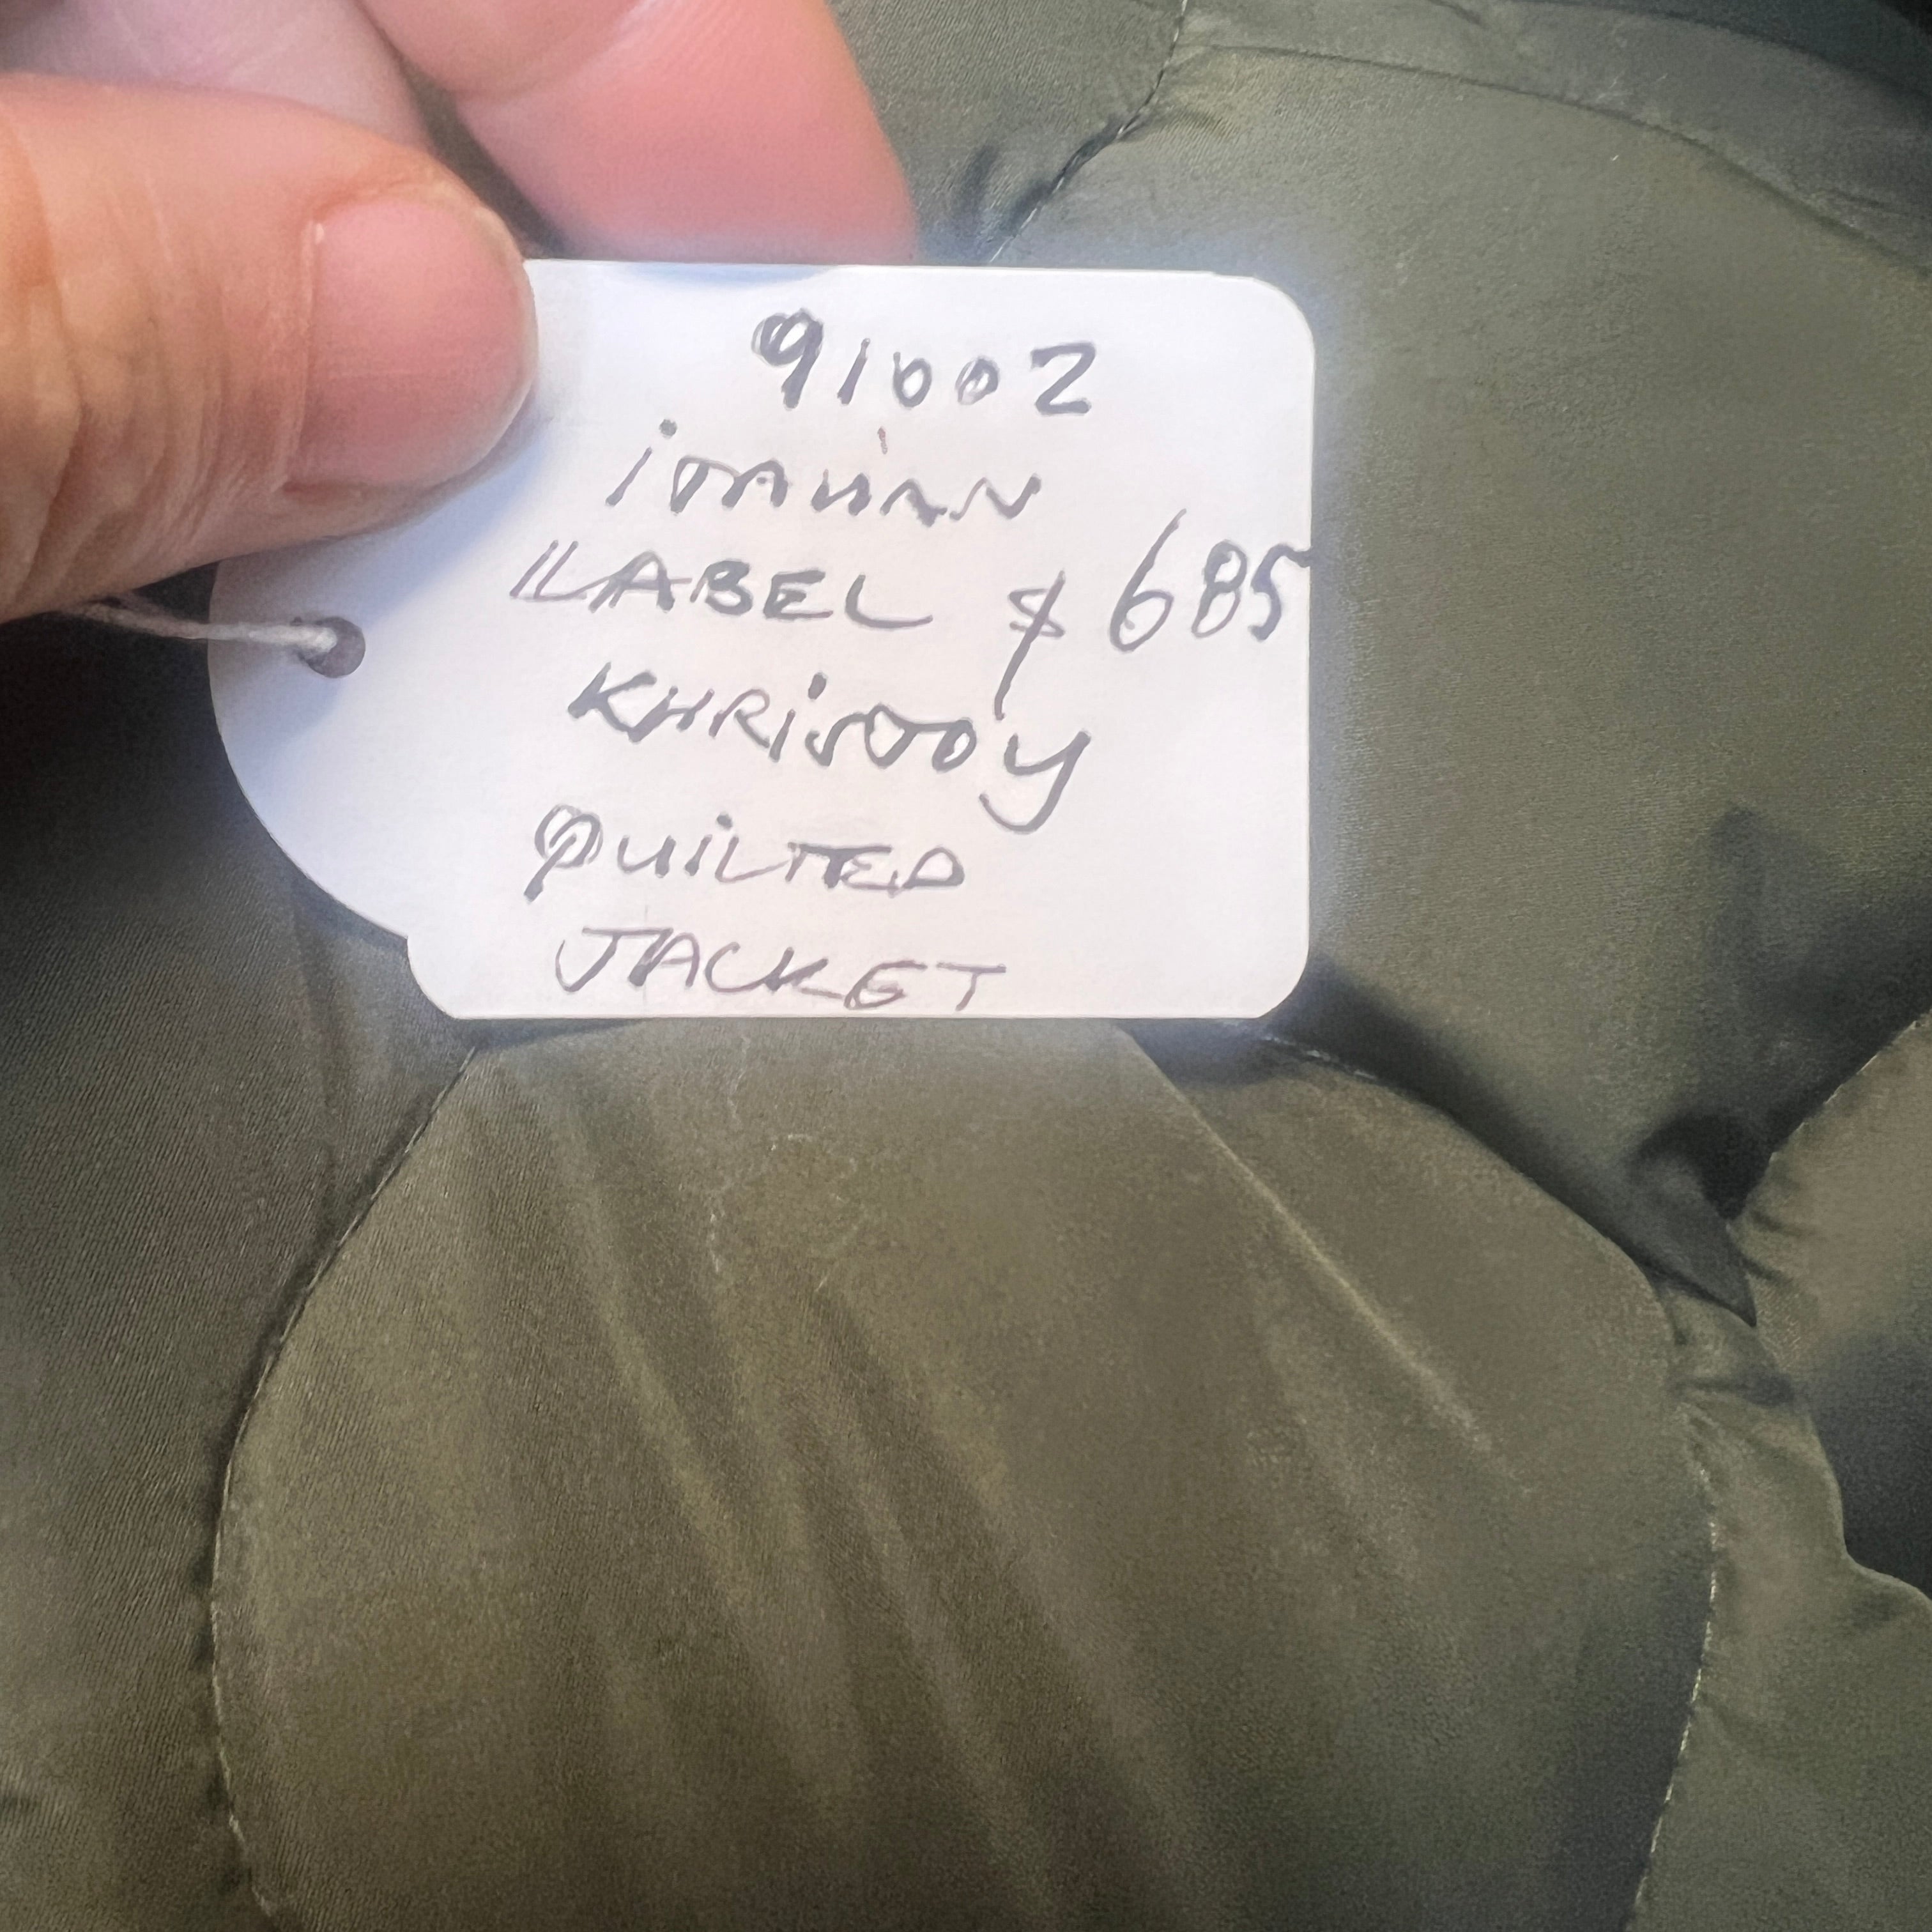 91002
iTALiAN
LABEL $685
KHRiSJOY
QUiLTED
JACKET